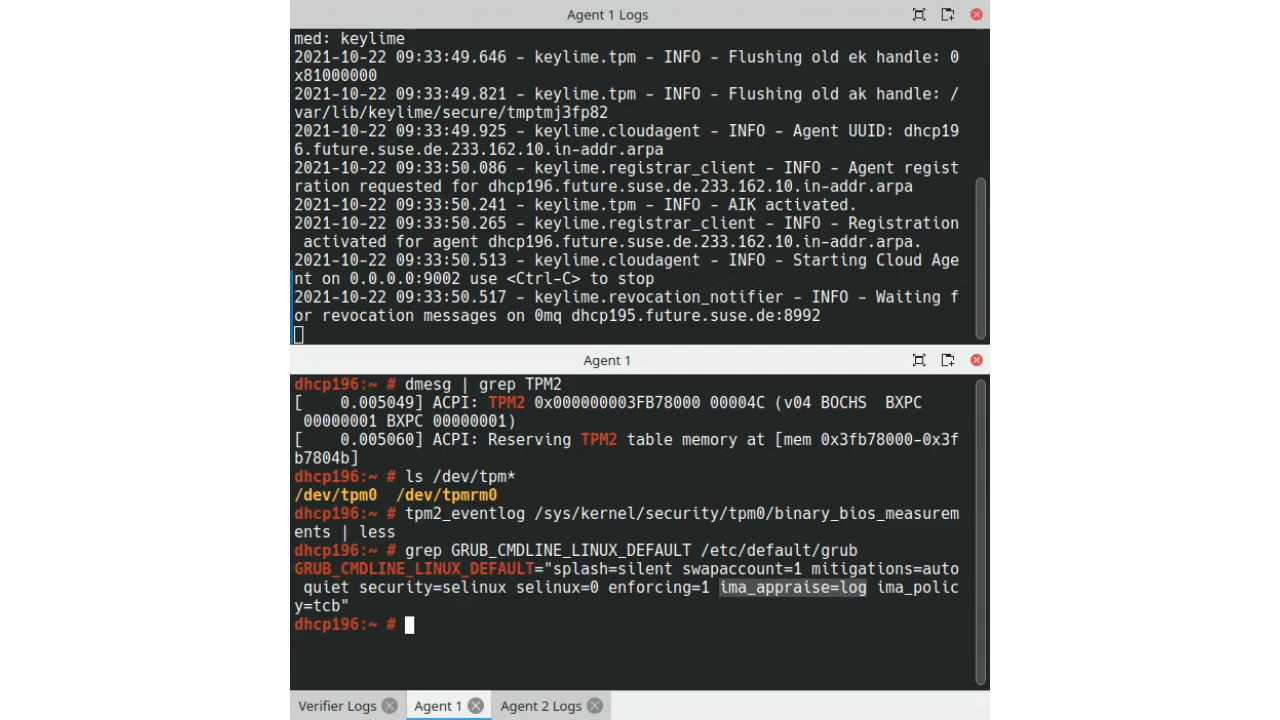 Agent 1 Logs
med: keylime
2021-10-22 09:33:49.646 - keylime.tpm - INFO - Flushing old ek handle: 0
x81000000
2021-10-22 09:33:49.821 - keylime.tpm - INFO - Flushing old ak handle: /
var/lib/keylime/secure/tmptmj3fp82
2021-10-22 09:33:49.925 - keylime.cloudagent - INFO - Agent UUID: dhcp19
6.future.suse.de.233.162.10.in-addr.arpa
2021-10-22 09:33:50.086 - keylime.registrar_client - INFO - Agent regist
ration requested for dhcp196.future.suse.de.233.162.10.in-addr.arpa
2021-10-22 09:33:50.241 - keylime.tpm - INFO - AIK activated.
2021-10-22 09:33:50.265 - keylime.registrar_client - INFO - Registration
 activated for agent dhcp196.future.suse.de.233.162.10.in-addr.arpa.
2021-10-22 09:33:50.513 - keylime.cloudagent - INFO - Starting Cloud Age
nt on 0.0.0.0:9002 use <Ctrl-C> to stop
2021-10-22 09:33:50.517 - keylime.revocation_notifier - INFO - Waiting f
or revocation messages on 0mq dhcp195.future.suse.de:8992
Agent 1
dhcp196:~ # dmesg | grep TPM2
[    0.005049] ACPI: TPM2 0x000000003FB78000 00004C (v04 BOCHS  BXPC
 00000001 BXPC 00000001)
[    0.005060] ACPI: Reserving TPM2 table memory at [mem 0x3fb78000-0x3f
b7804b]
dhcp196:~ # ls /dev/tpm*
/dev/tpm0  /dev/tpmrm0
dhcp196:~ # tpm2_eventlog /sys/kernel/security/tpm0/binary_bios_measurem
ents | less
dhcp196:~ # grep GRUB_CMDLINE_LINUX_DEFAULT /etc/default/grub
GRUB_CMDLINE_LINUX_DEFAULT="splash=silent swapaccount=1 mitigations=auto
 quiet security=selinux selinux=0 enforcing=1 ima_appraise=log ima_polic
y=tcb"
dhcp196:~ #
Verifier Logs
Agent 1
Agent 2 Logs